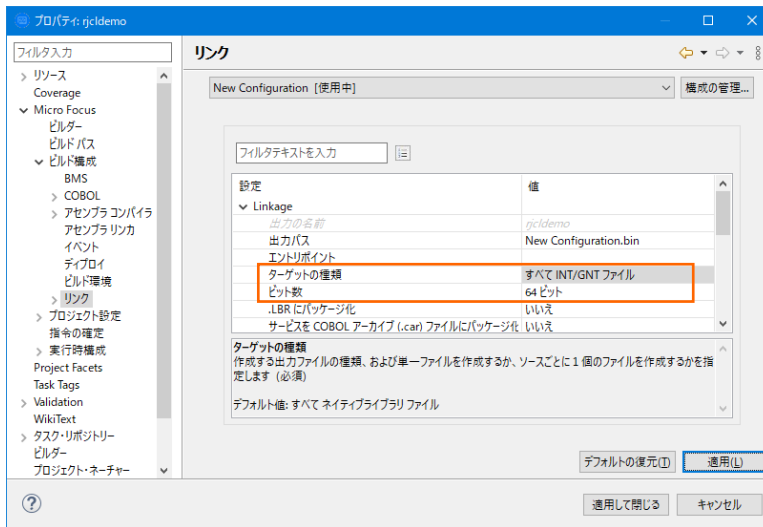 プロパティ: rjcldemo
フィルタ入力
リソース
Coverage
Micro Focus
ビルダー
ビルド パス
ビルド構成
BMS
COBOL
アセンブラ コンパイラ
アセンブラ リンカ
イベント
ディプロイ
ビルド環境
リンク
プロジェクト設定
指令の確定
実行時構成
Project Facets
Task Tags
Validation
WikiText
タスク・リポジトリー
ビルダー
プロジェクト・ネーチャー
リンク
New Configuration [使用中]
構成の管理...
フィルタテキストを入力
設定 値
Linkage
出力の名前 rjcldemo
出力パス New Configuration.bin
エントリポイント
ターゲットの種類 すべて INT/GNT ファイル
ビット数 64 ビット
.LBR にパッケージ化 いいえ
サービスを COBOL アーカイブ (.car) ファイルにパッケージ化 いいえ
ターゲットの種類
作成する出力ファイルの種類、および単一ファイルを作成するか、ソースごとに 1 個のファイルを作成するかを指
定します (必須)
デフォルト値: すべて ネイティブライブラリ ファイル
デフォルトの復元(T)
適用(L)
適用して閉じる
キャンセル